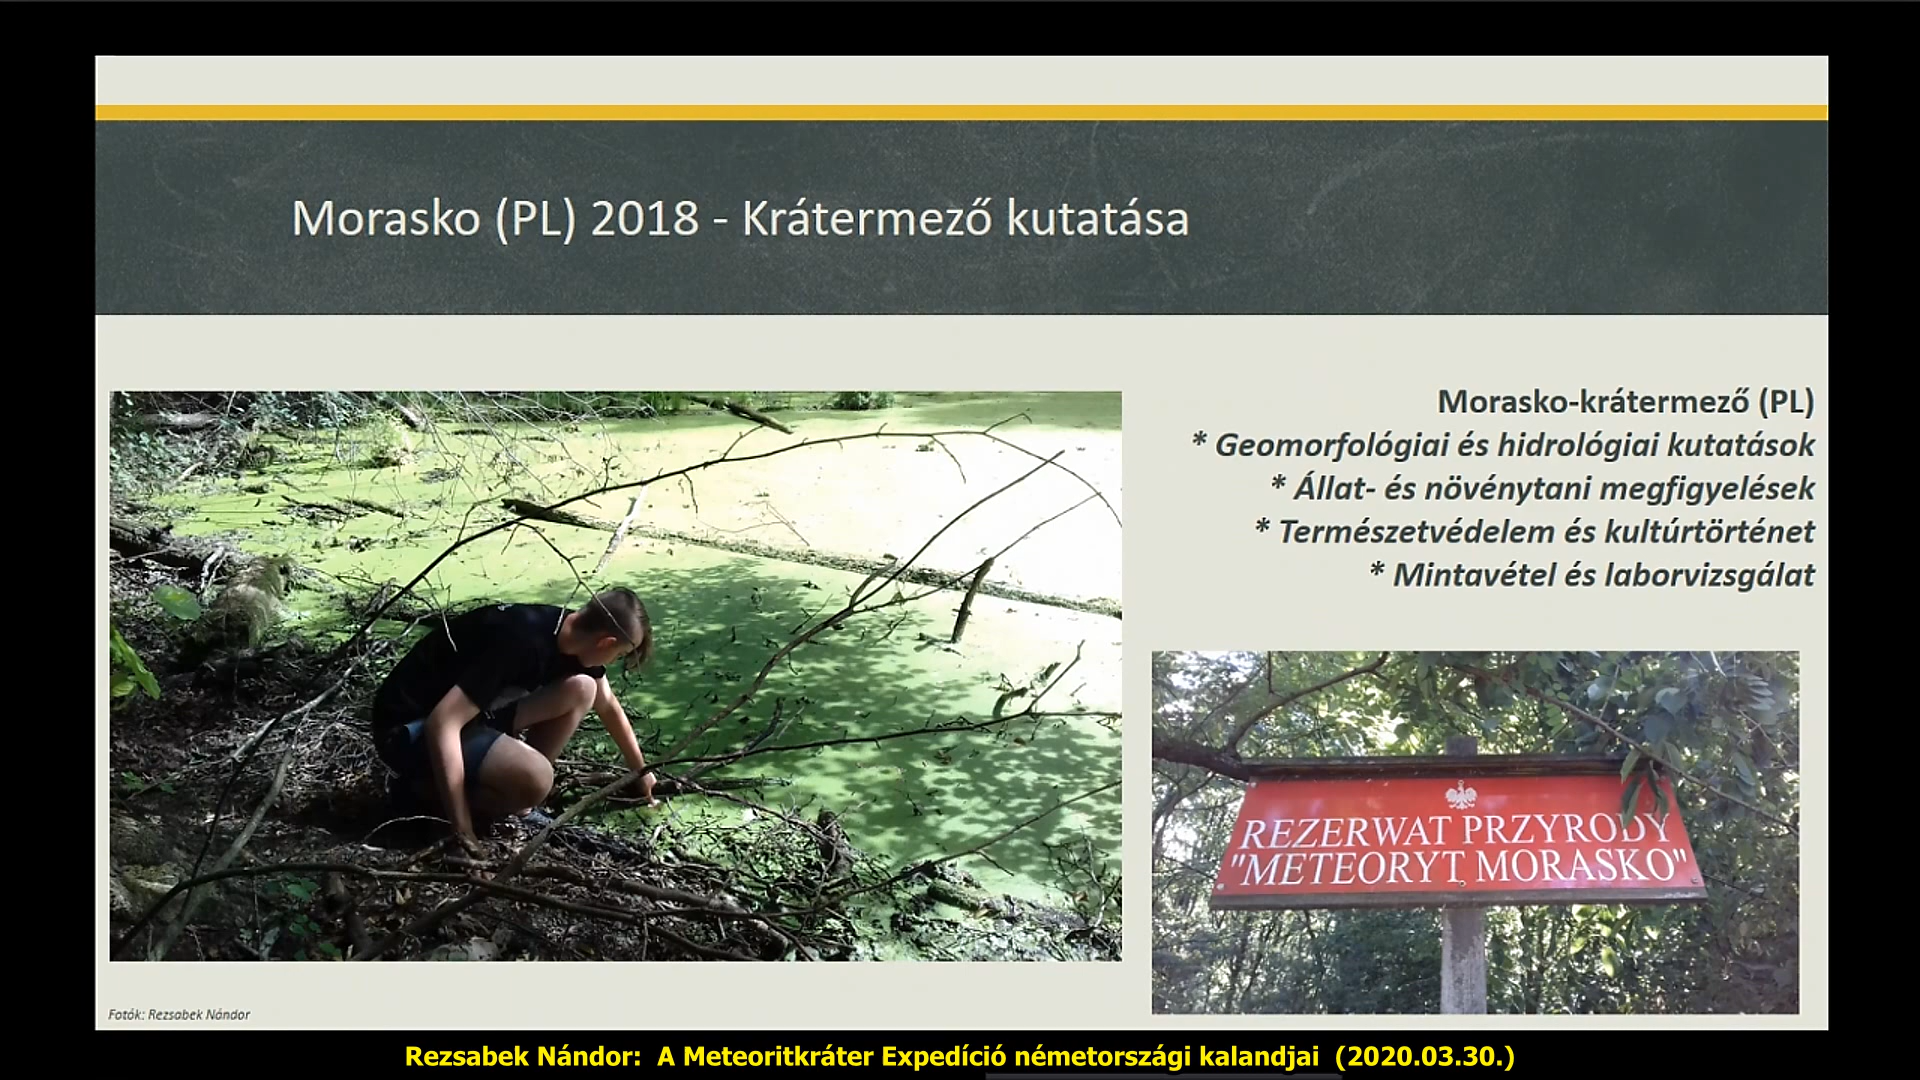 Morasko (PL) 2018 - Krátermező kutatása
Morasko-krátermező (PL)
* Geomorfológiai és hidrológiai kutatások
* Állat- és növénytani megfigyelések
* Természetvédelem és kultúrtörténet
* Mintavétel és laborvizsgálat
REZERWAT PRZYRODY
"METEORYT MORASKO"
Fotók: Rezsabek Nándor
Rezsabek Nándor: A Meteoritkráter Expedíció németországi kalandjai (2020.03.30.)